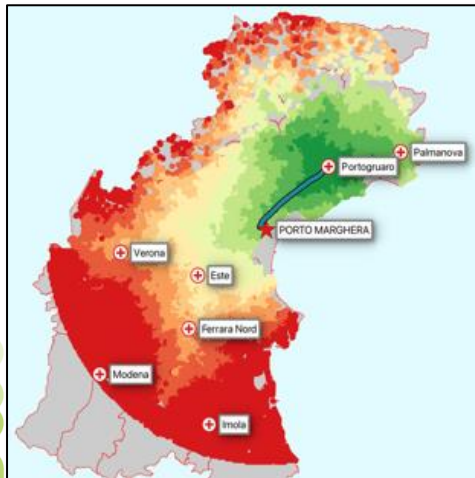 Palmanova
Portogruaro
PORTO MARGHERA
Verona
Este
Ferrara Nord
Modena
Imola